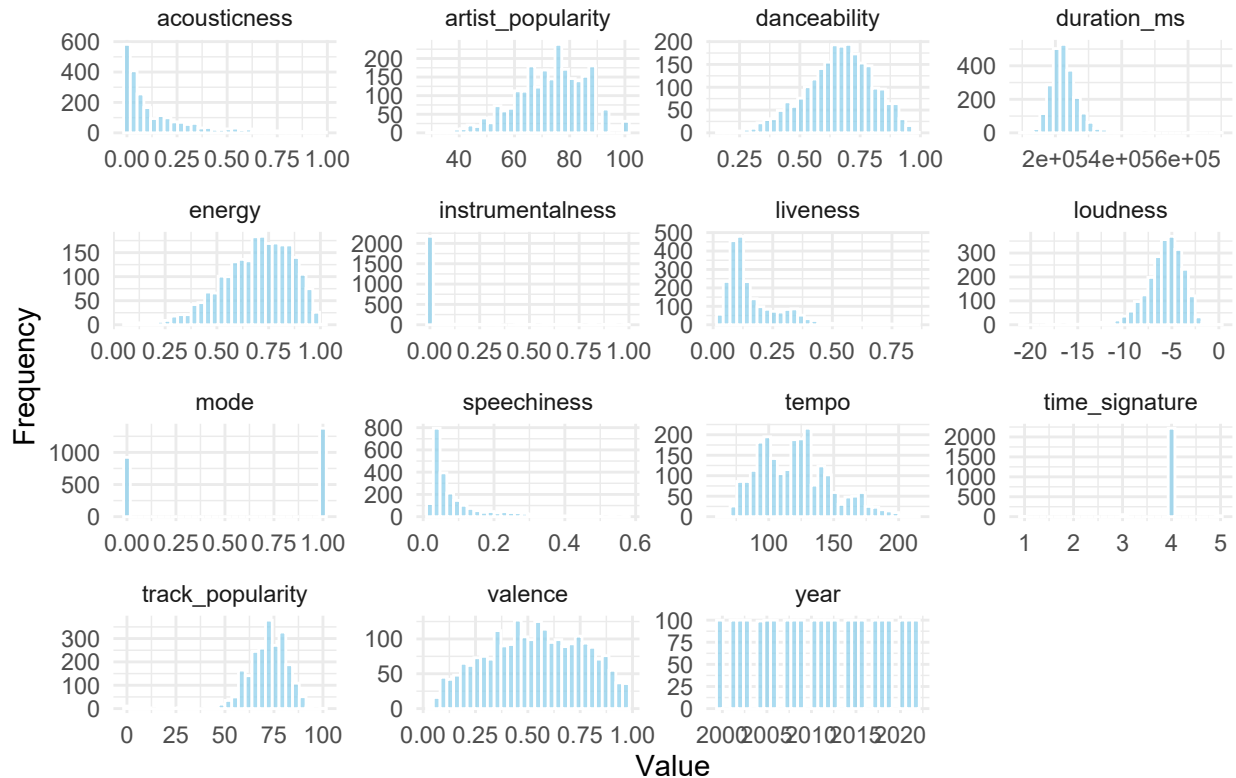 acousticness artist_popularity danceability duration_ms
600 400 200 0
200 150 100 50 0
200 150 100 50 0
400 200 0
0.00 0.25 0.50 0.75 1.00 40 60 80 100 0.25 0.50 0.75 1.00 2e+05 4e+05 6e+05
energy instrumentalness liveness loudness
150 100 50 0
2000 1500 1000 500 0
500 400 300 200 100 0
300 200 100 0
0.00 0.25 0.50 0.75 1.00 0.00 0.25 0.50 0.75 1.00 0.00 0.25 0.50 0.75 -20 -15 -10 -5 0
Frequency
mode speechiness tempo time_signature
1000 500 0
800 600 400 200 0
200 150 100 50 0
2000 1500 1000 500 0
0.00 0.25 0.50 0.75 1.00 0.0 0.2 0.4 0.6 100 150 200 1 2 3 4 5
track_popularity valence year
300 200 100 0
100 50 0
100 75 50 25 0
0 25 50 75 100 0.00 0.25 0.50 0.75 1.00 2000 2005 2010 2015 2020
Value